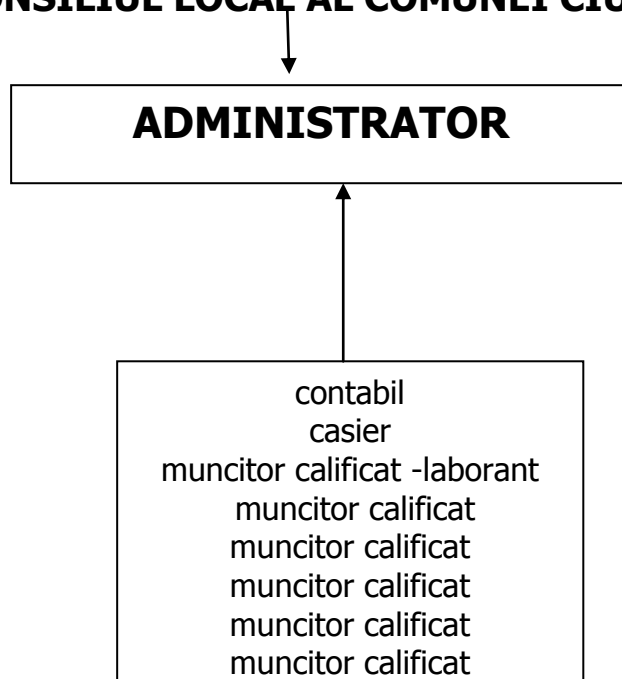 CONSILIUL LOCAL AL COMUNEI
ADMINISTRATOR
contabil
casier
muncitor calificat -laborant
muncitor calificat
muncitor calificat
muncitor calificat
muncitor calificat
muncitor calificat